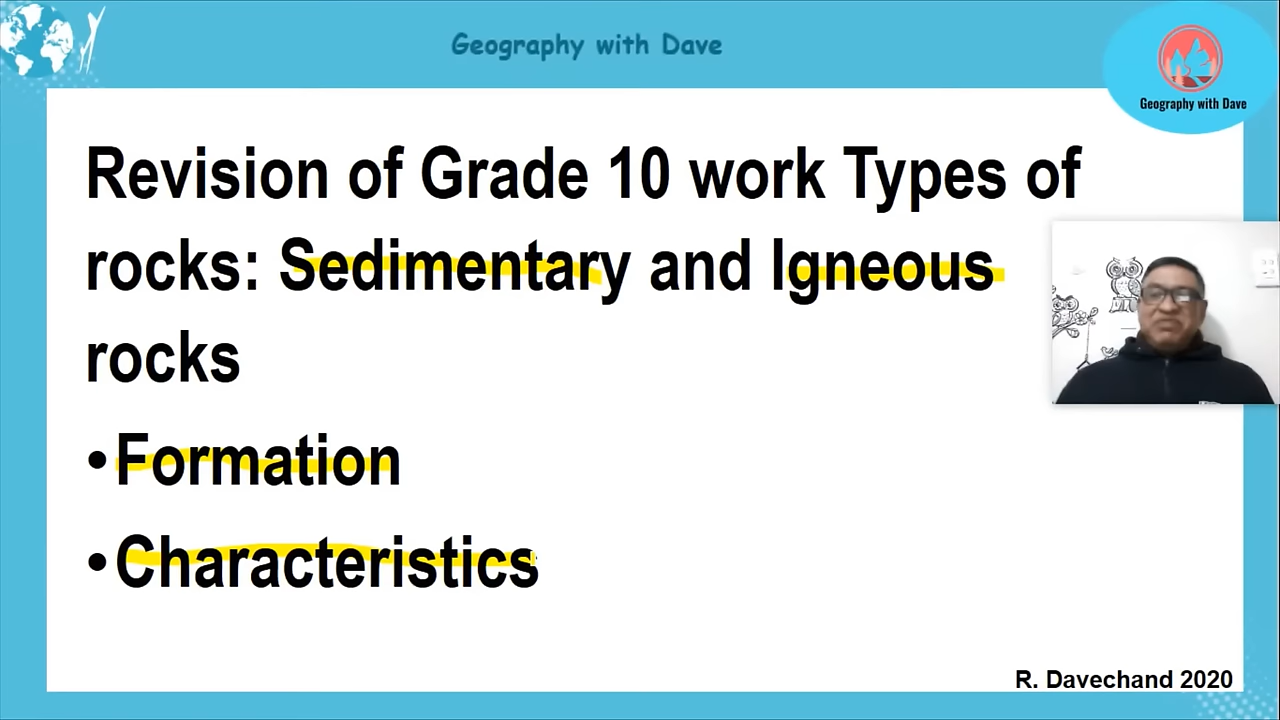 Geography with Dave
Geography with Dave
Revision of Grade 10 work Types of
rocks: Sedimentary and Igneous
rocks
•Formation
•Characteristics
R. Davechand 2020